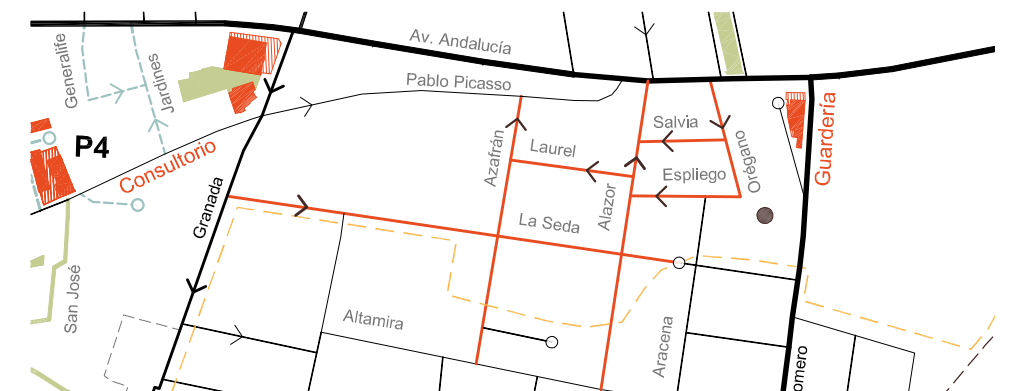 Av. Andalucía
Generalife
Jardines
Pablo Picasso
Guardería
Salvia
P4
Consultorio
Azafrán
Laurel
Orégano
Espliego
Granada
Alazor
La Seda
San José
Altamira
Aracena
omero